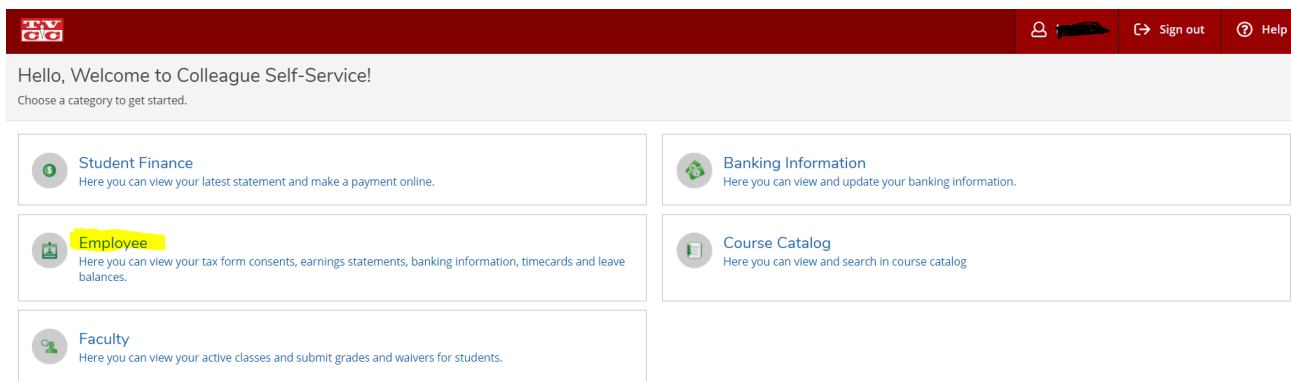 TVCC
Sign out
Help
Hello, Welcome to Colleague Self-Service!
Choose a category to get started.
Student Finance
Here you can view your latest statement and make a payment online.
Banking Information
Here you can view and update your banking information.
Employee
Here you can view your tax form consents, earnings statements, banking information, timecards and leave
balances.
Course Catalog
Here you can view and search in course catalog
Faculty
Here you can view your active classes and submit grades and waivers for students.